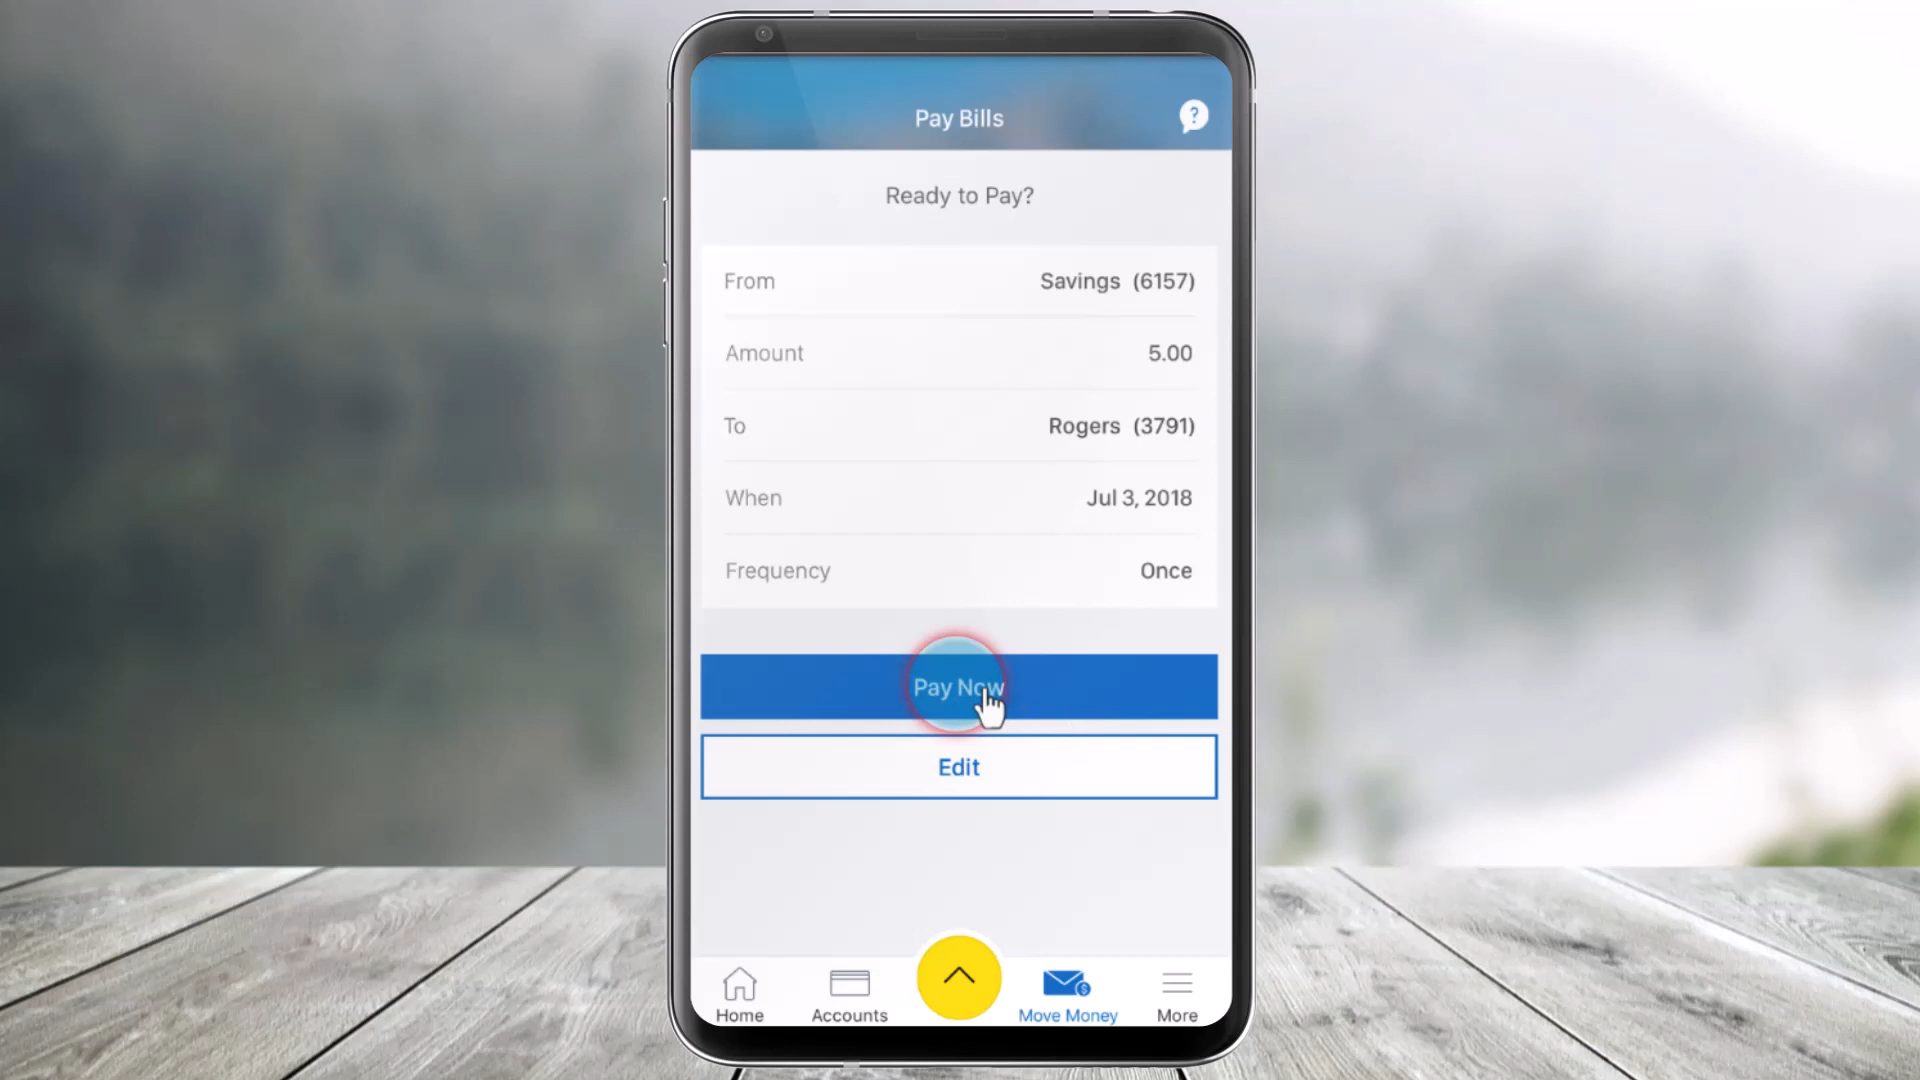 Pay Bills
?
Ready to Pay?
From Savings (6157)
Amount 5.00
To Rogers (3791)
When Jul 3, 2018
Frequency Once
Pay Now
Edit
$
Home Accounts Move Money More